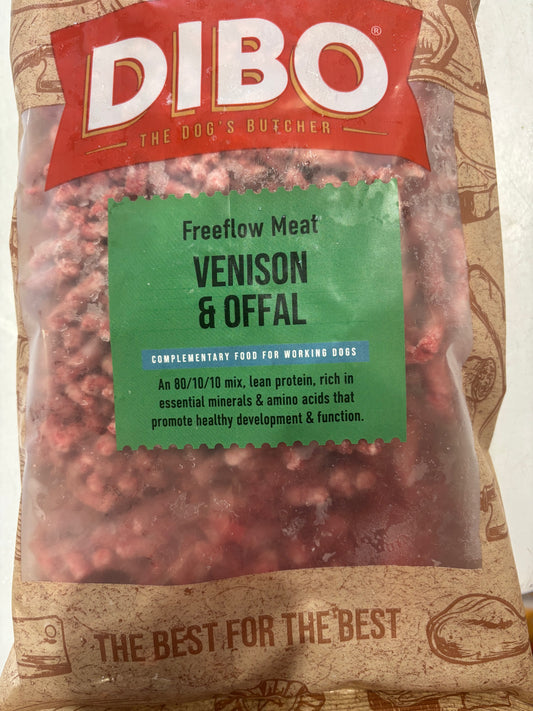 DIBO®
THE DOG'S BUTCHER
Freeflow Meat
VENISON
& OFFAL
COMPLEMENTARY FOOD FOR WORKING DOGS
An 80/10/10 mix, lean protein, rich in
essential minerals & amino acids that
promote healthy development & function.
THE BEST FOR THE BEST